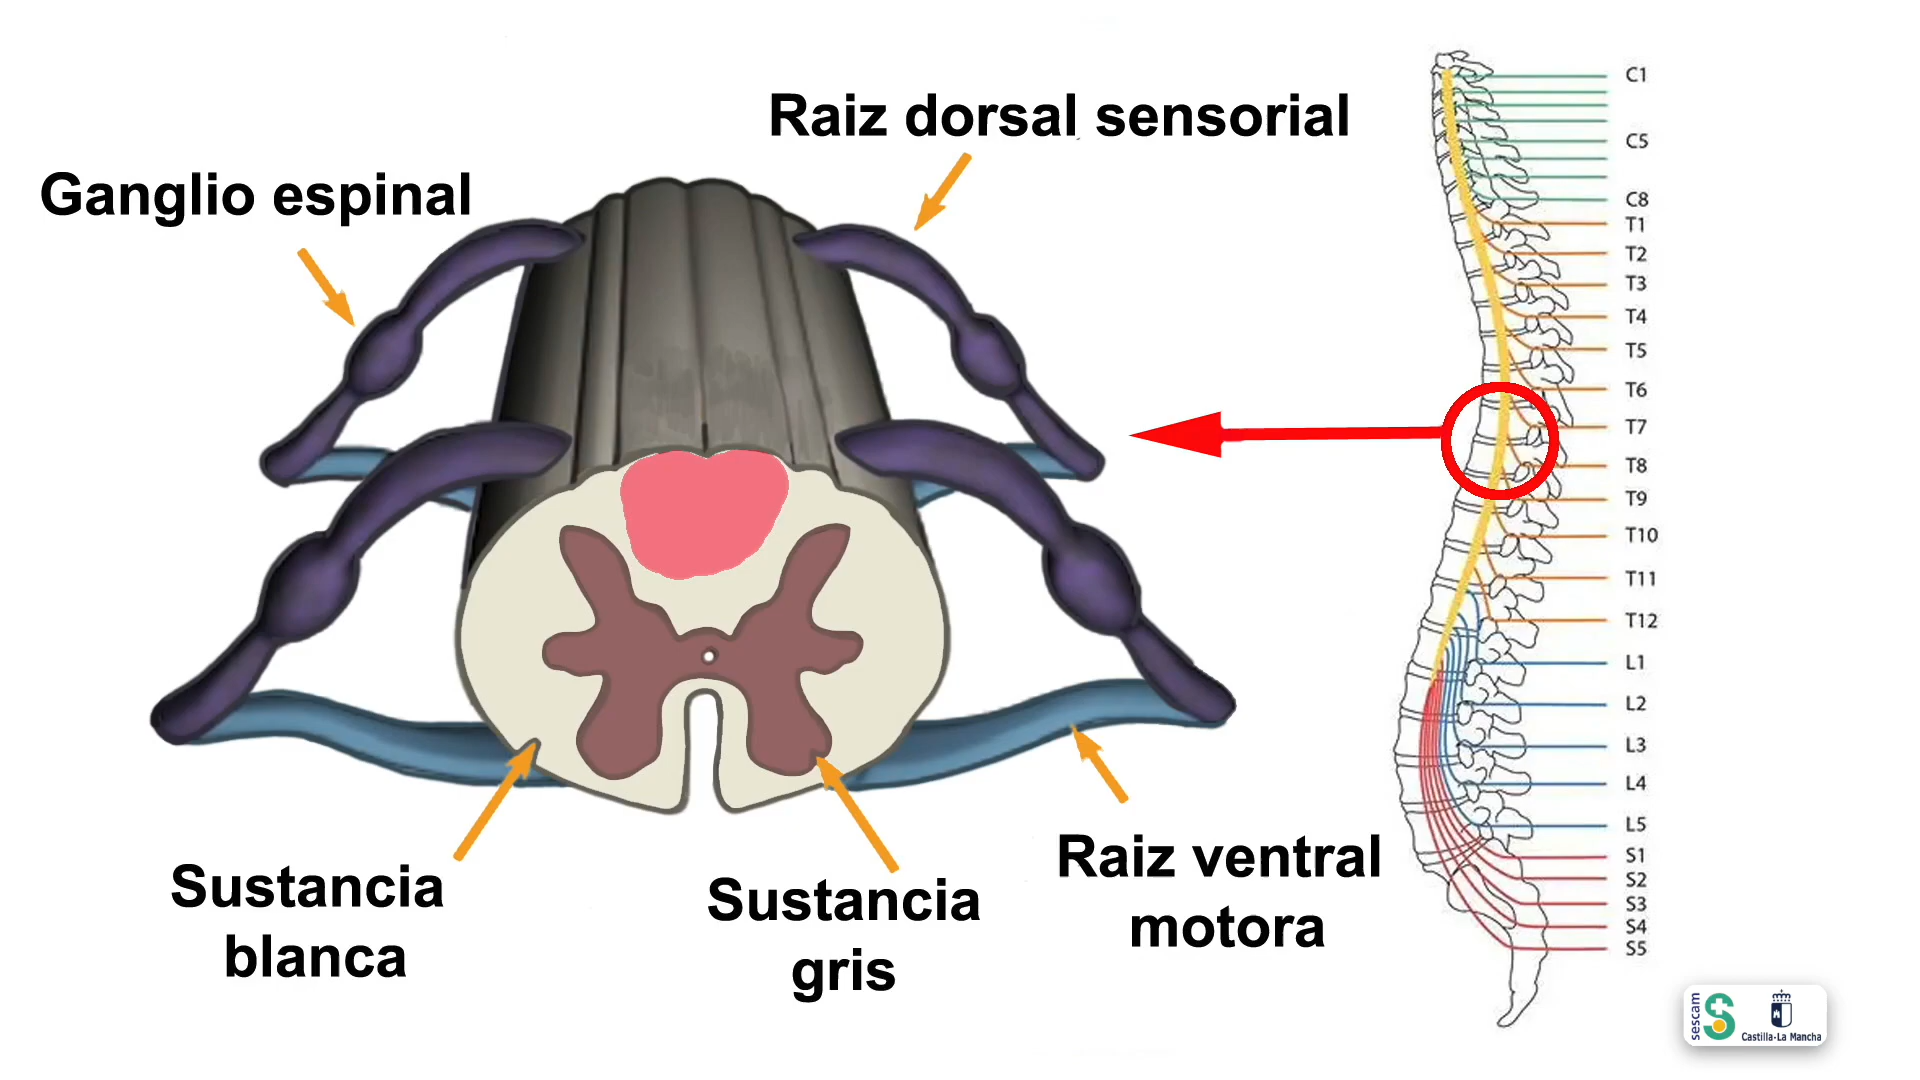 Raiz dorsal sensorial
Ganglio espinal
Sustancia
blanca
Sustancia
gris
Raiz ventral
motora
C1
C5
C8
T1
T2
T3
T4
T5
T6
T7
T8
T9
T10
T11
T12
L1
L2
L3
L4
L5
S1
S2
S3
S4
S5
sescam
Castilla-La Mancha